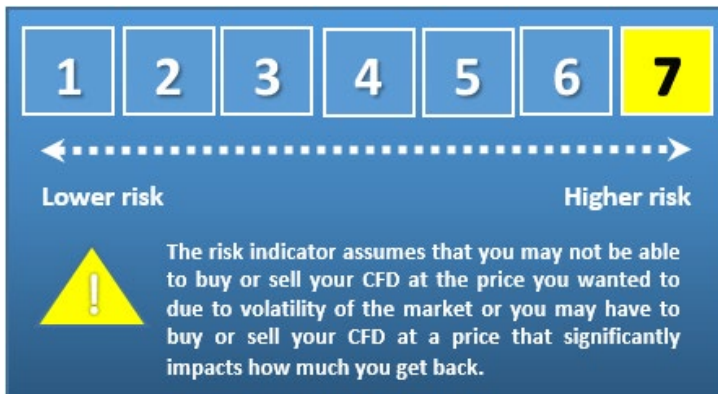 1 2 3 4 5 6 7
Lower risk Higher risk
!
The risk indicator assumes that you may not be able
to buy or sell your CFD at the price you wanted to
due to volatility of the market or you may have to
buy or sell your CFD at a price that significantly
impacts how much you get back.